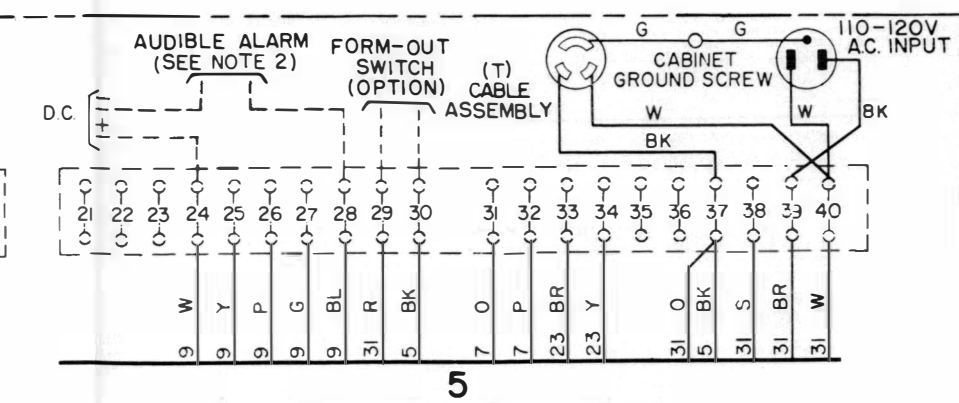 AUDIBLE ALARM
(SEE NOTE 2)
FORM-OUT
SWITCH
(OPTION)
(T)
CABLE
ASSEMBLY
G G
CABINET
GROUND SCREW
110-120V
A.C. INPUT
D.C.
+
W W BK
BK
21 22 23 24 25 26 27 28 29 30 31 32 33 34 35 36 37 38 39 40
W Y P G BL R BK O P BR Y O BK S BR W
9 9 9 9 9 31 5 7 7 23 23 31 5 31 31 31
5